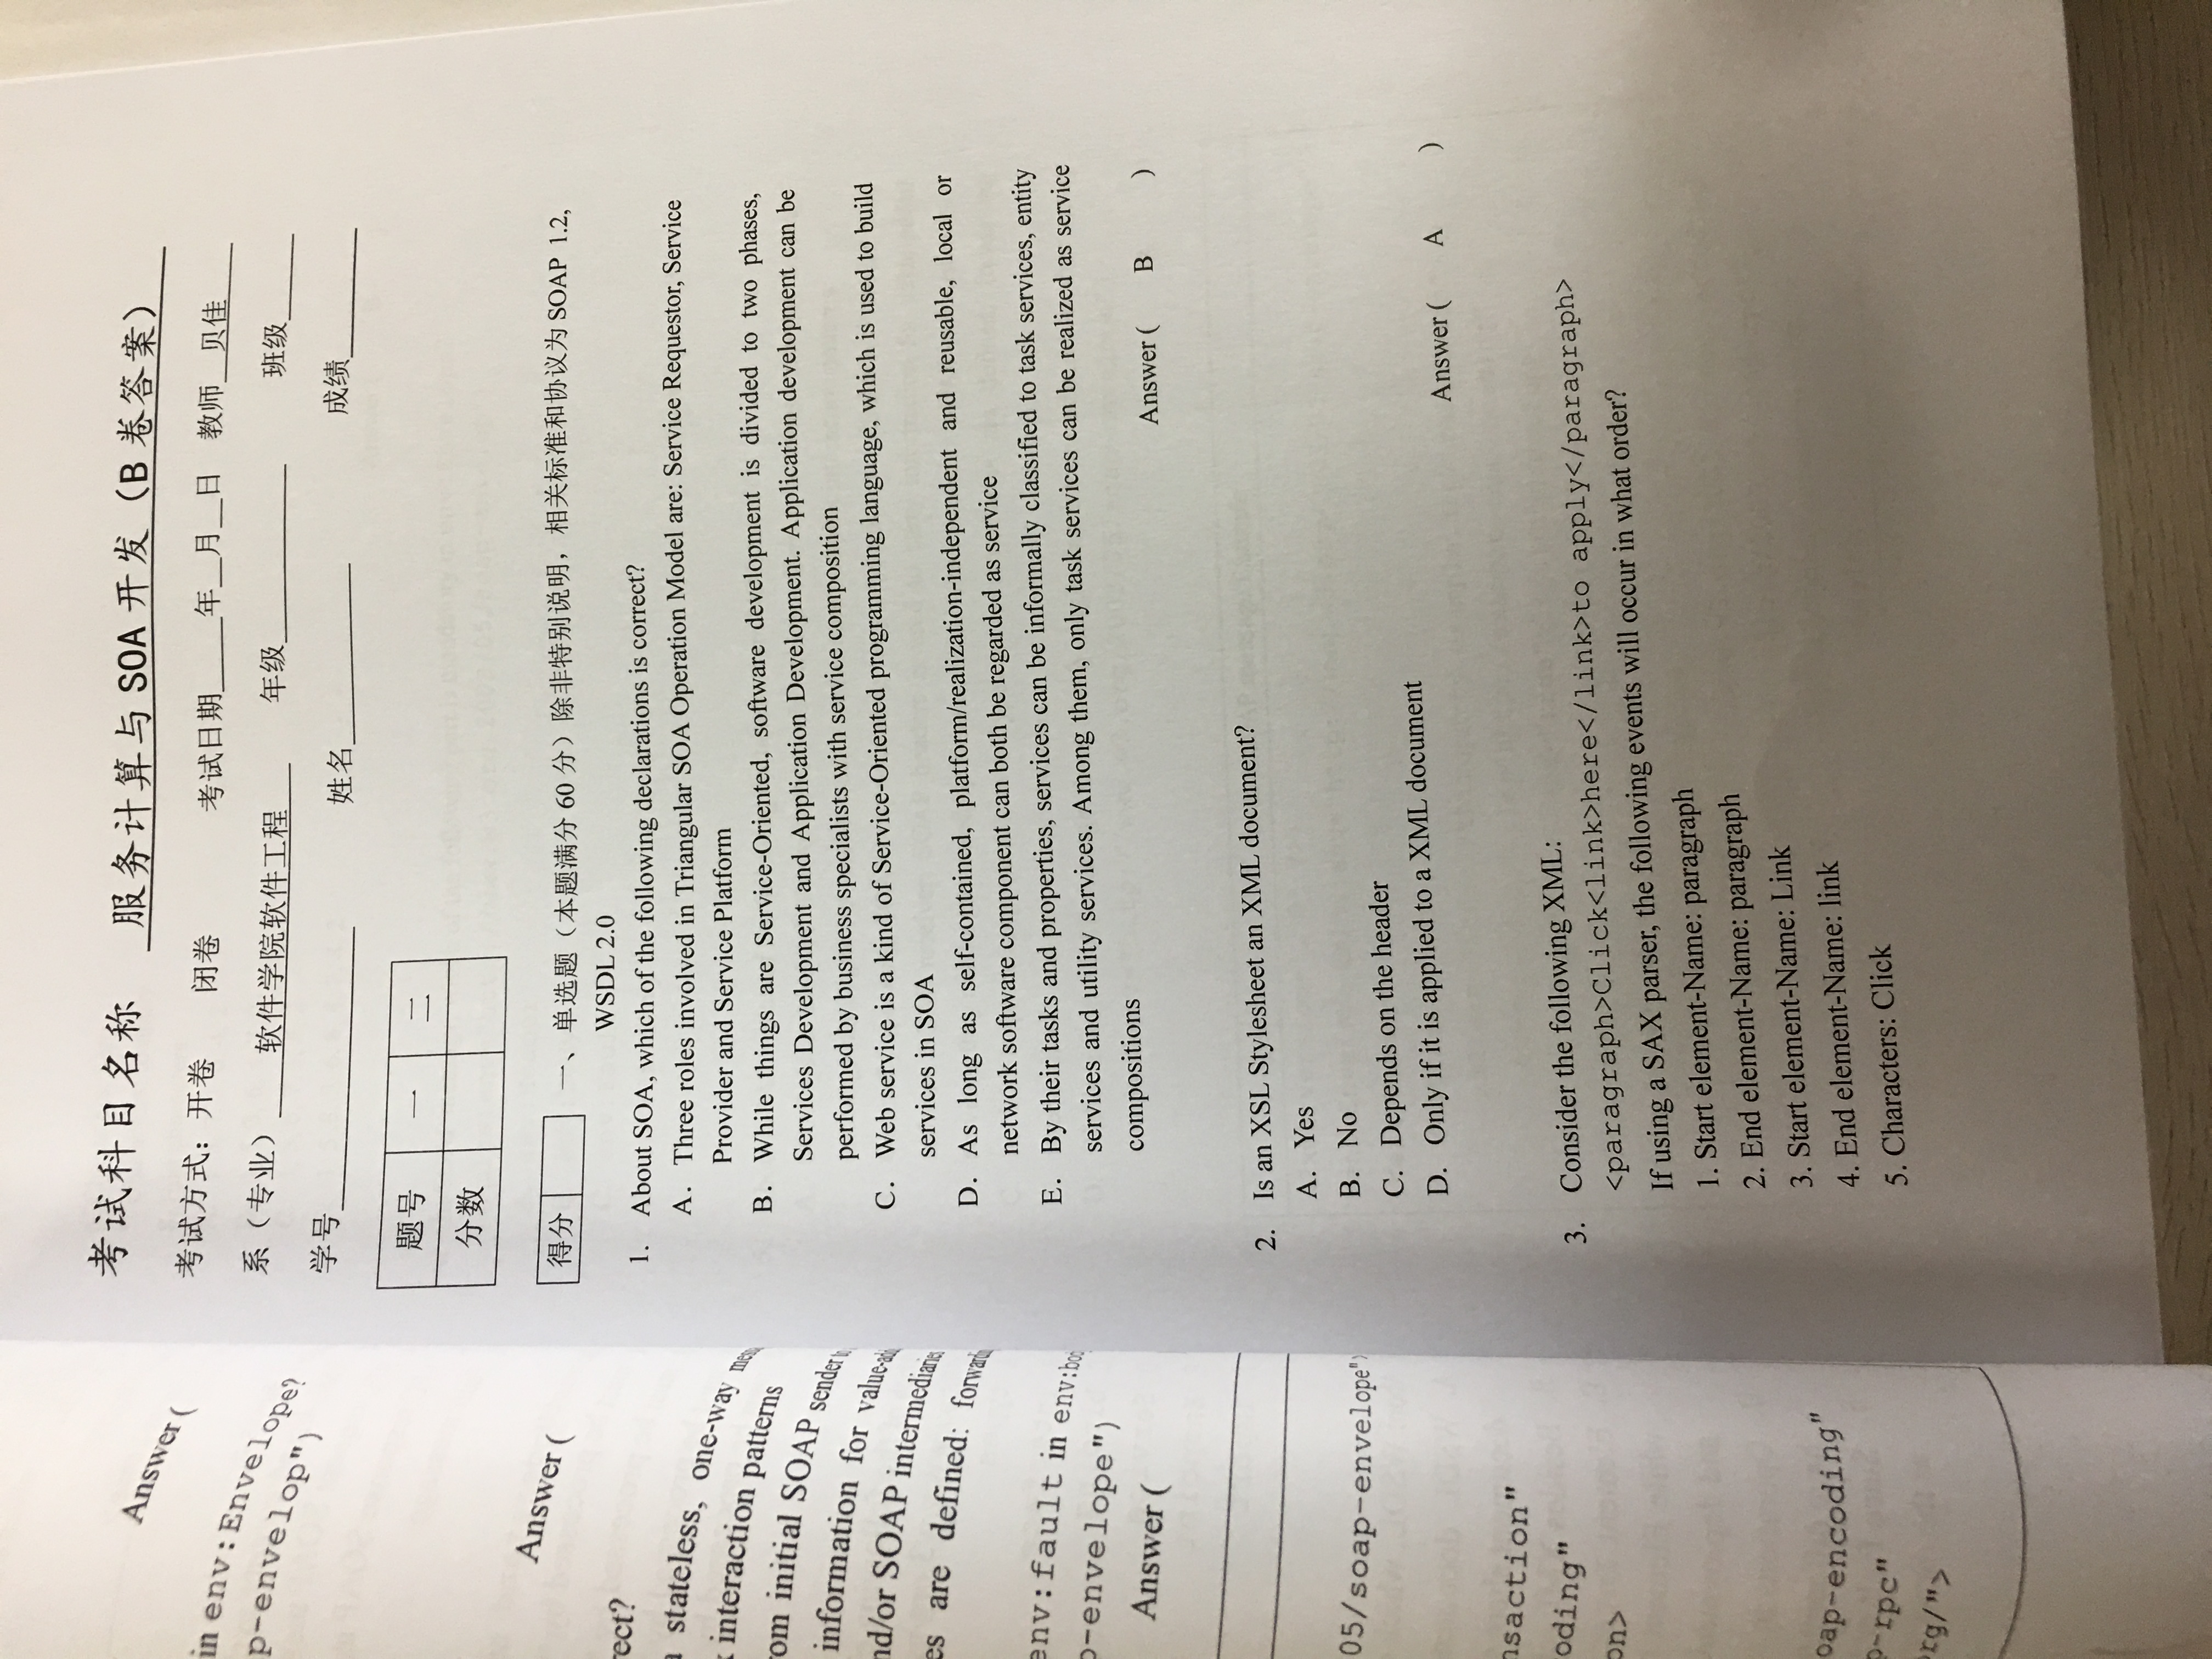 Answer (
in env:Envelope?
p-envelop")
Answer (
rect?
a stateless, one-way
interaction patterns
rom initial SOAP sender
information for
nd/or SOAP intermediaries
es are defined:
env:fault in
p-envelope")
Answer (
05/soap-envelope">
nsaction"
oding"
on>
oap-encoding"
p-rpc"
org/">
考试科目名称 服务计算与 SOA 开发（B 卷答案）
考试方式：开卷 闭卷 考试日期_____年__月__日 教师 贝佳
系（专业） 软件学院软件工程 年级 班级
学号 姓名 成绩
题号 一 二
分数
得分 一、单选题（本题满分 60 分）除非特别说明，相关标准和协议为 SOAP 1.2,
WSDL 2.0
1. About SOA, which of the following declarations is correct?
A. Three roles involved in Triangular SOA Operation Model are: Service Requestor, Service
Provider and Service Platform
B. While things are Service-Oriented, software development is divided to two phases,
Services Development and Application Development. Application development can be
performed by business specialists with service composition
C. Web service is a kind of Service-Oriented programming language, which is used to build
services in SOA
D. As long as self-contained, platform/realization-independent and reusable, local or
network software component can both be regarded as service
E. By their tasks and properties, services can be informally classified to task services, entity
services and utility services. Among them, only task services can be realized as service
compositions
Answer ( B )
2. Is an XSL Stylesheet an XML document?
A. Yes
B. No
C. Depends on the header
D. Only if it is applied to a XML document
Answer ( A )
3. Consider the following XML:
<paragraph>Click<link>here</link>to apply</paragraph>
If using a SAX parser, the following events will occur in what order?
1. Start element-Name: paragraph
2. End element-Name: paragraph
3. Start element-Name: Link
4. End element-Name: link
5. Characters: Click